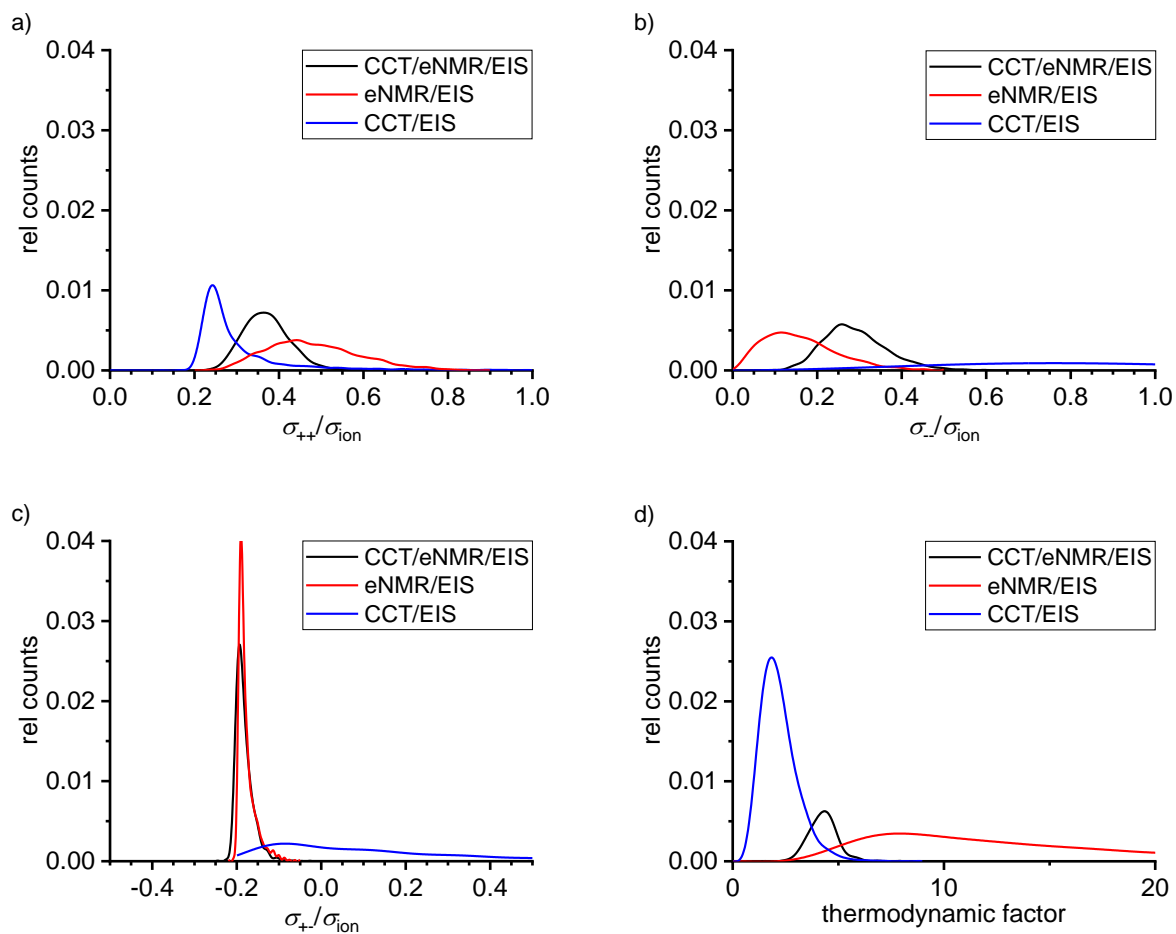 a)
0.04
0.03
0.02
0.01
0.00
rel counts
CCT/eNMR/EIS
eNMR/EIS
CCT/EIS
0.0 0.2 0.4 0.6 0.8 1.0
σ++/σion
b)
0.04
0.03
0.02
0.01
0.00
rel counts
CCT/eNMR/EIS
eNMR/EIS
CCT/EIS
0.0 0.2 0.4 0.6 0.8 1.0
σ--/σion
c)
0.04
0.03
0.02
0.01
0.00
rel counts
CCT/eNMR/EIS
eNMR/EIS
CCT/EIS
-0.4 -0.2 0.0 0.2 0.4
σ+-/σion
d)
0.04
0.03
0.02
0.01
0.00
rel counts
CCT/eNMR/EIS
eNMR/EIS
CCT/EIS
0 10 20
thermodynamic factor